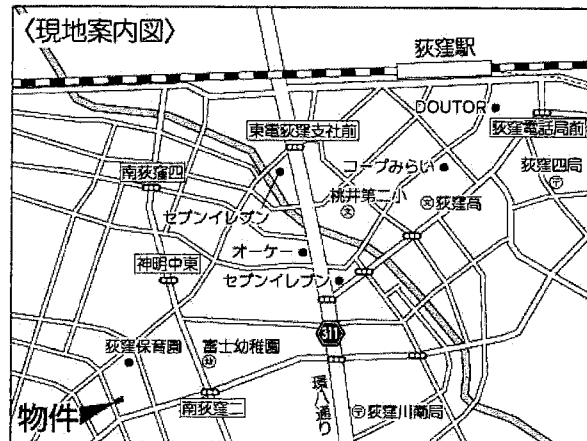 〈現地案内図〉
荻窪駅
DOUTOR
東電荻窪支社前
荻窪電話局前
南荻窪四
コープみらい
荻窪四局
桃井第二小
荻窪高
セブンイレブン
オーケー
神明中東
セブンイレブン
311
荻窪保育園
富士幼稚園
環八通り
物件
南荻窪二
荻窪川南局